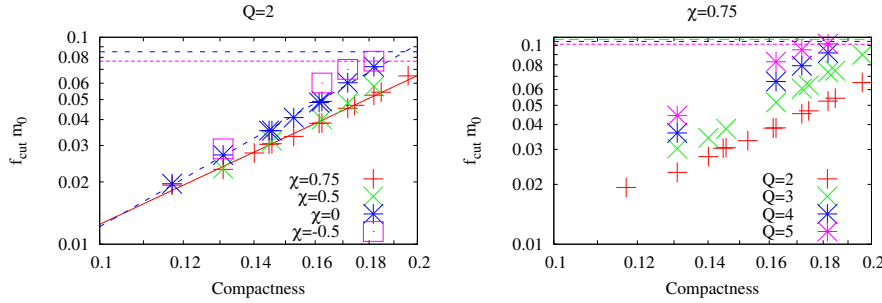 Q=2
f_cut m_0
0.1
0.08
0.06
0.05
0.04
0.03
0.02
0.01
χ=0.75
χ=0.5
χ=0
χ=-0.5
0.1 0.12 0.14 0.16 0.18 0.2
Compactness
χ=0.75
f_cut m_0
0.1
0.08
0.06
0.05
0.04
0.03
0.02
0.01
Q=2
Q=3
Q=4
Q=5
0.1 0.12 0.14 0.16 0.18 0.2
Compactness